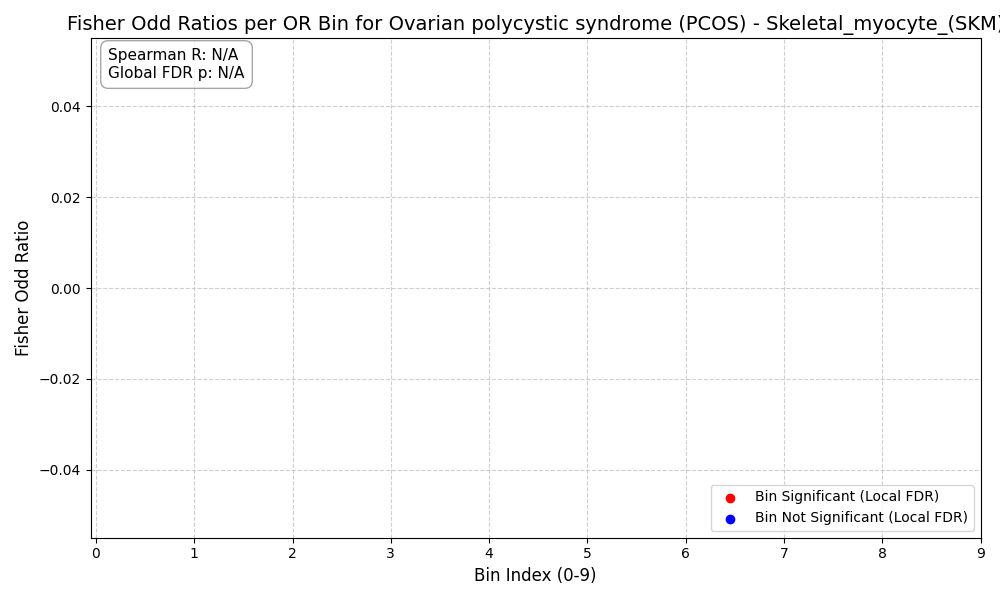 Fisher Odd Ratios per OR Bin for Ovarian polycystic syndrome (PCOS) - Skeletal_myocyte_(SKM)
Spearman R: N/A
Global FDR p: N/A
0.04
0.02
0.00
−0.02
−0.04
Fisher Odd Ratio
Bin Significant (Local FDR)
Bin Not Significant (Local FDR)
0 1 2 3 4 5 6 7 8 9
Bin Index (0-9)